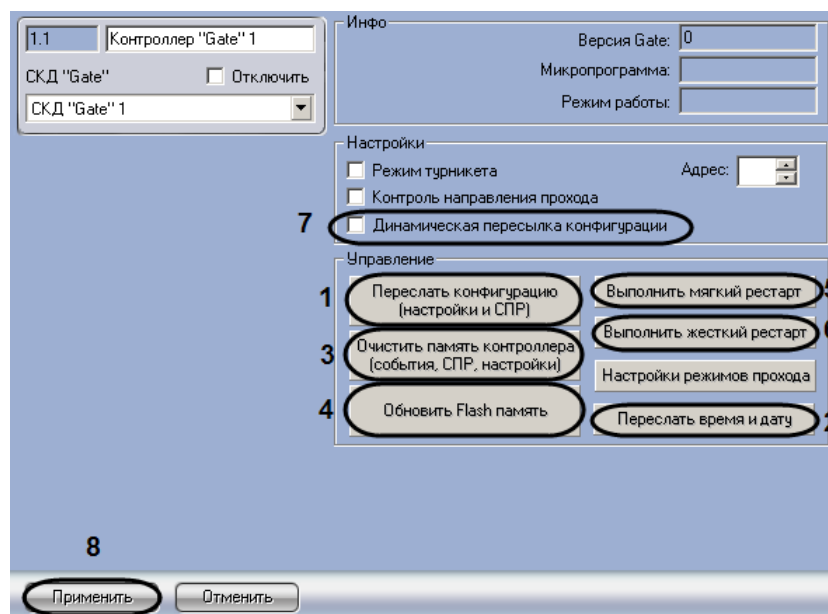 1.1 Контроллер "Gate" 1
СКД "Gate" Отключить
СКД "Gate" 1
Инфо
Версия Gate: 0
Микропрограмма:
Режим работы:
Настройки
Режим турникета Адрес:
Контроль направления прохода
7 Динамическая пересылка конфигурации
Управление
1 Переслать конфигурацию
(настройки и СПР)
Выполнить мягкий рестарт
3 Очистить память контроллера
(события, СПР, настройки)
Выполнить жесткий рестарт
Настройки режимов прохода
4 Обновить Flash память
Переслать время и дату
8
Применить Отменить